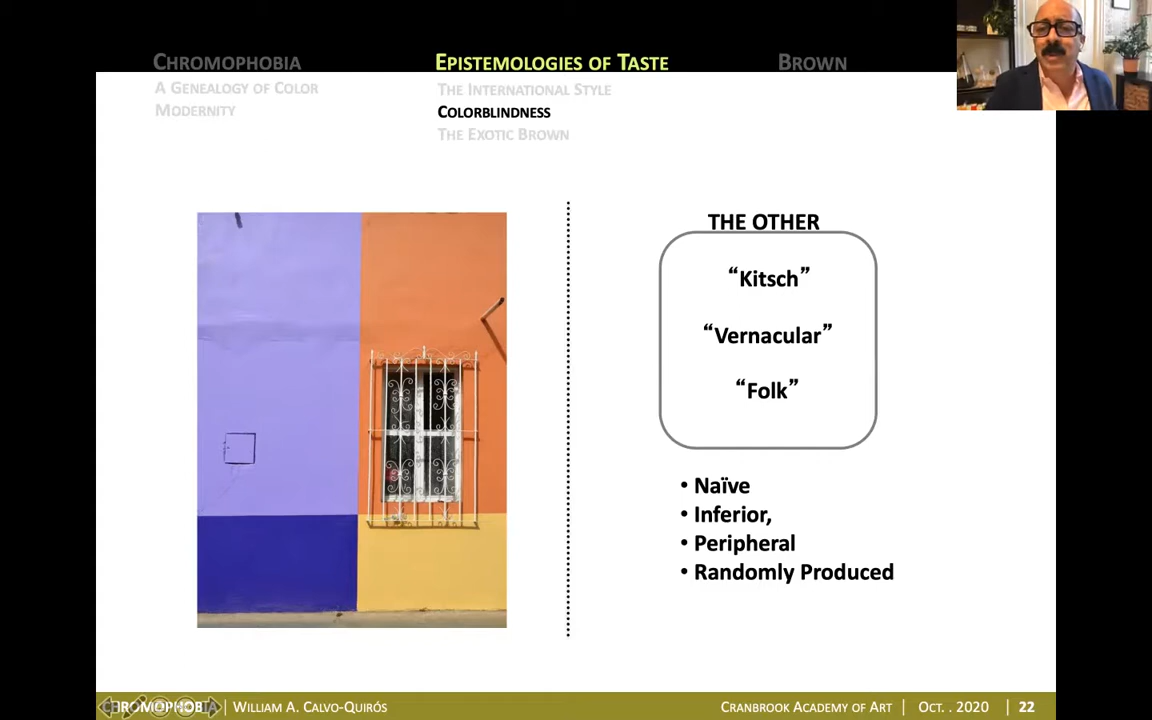 CHROMOPHOBIA
A GENEALOGY OF COLOR
MODERNITY
EPISTEMOLOGIES OF TASTE
THE INTERNATIONAL STYLE
COLORBLINDNESS
THE EXOTIC BROWN
BROWN
THE OTHER
“Kitsch”
“Vernacular”
“Folk”
• Naïve
• Inferior,
• Peripheral
• Randomly Produced
CHROMOPHOBIA | WILLIAM A. CALVO-QUIRÓS
CRANBROOK ACADEMY OF ART | OCT. . 2020 | 22